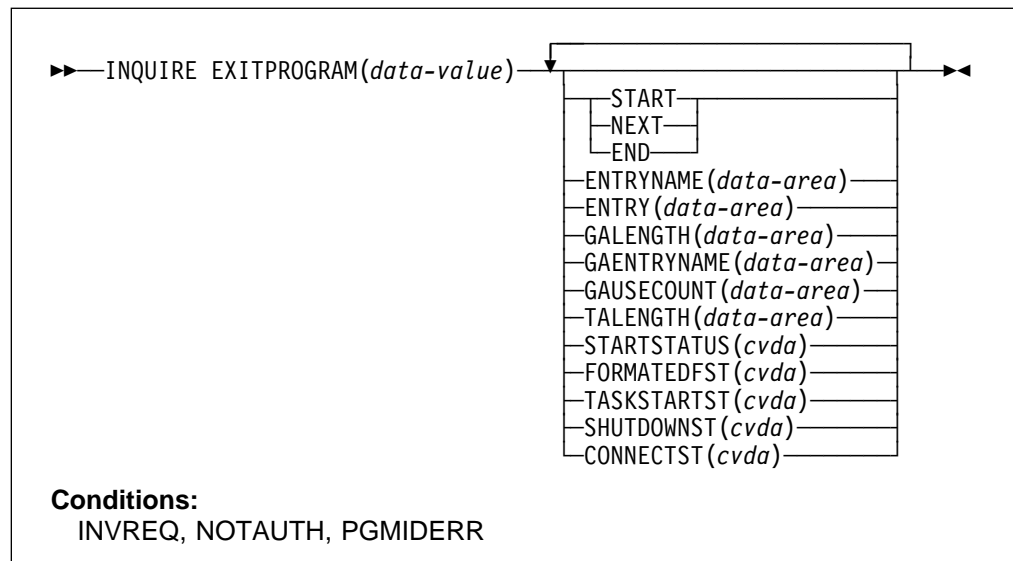 INQUIRE EXITPROGRAM(data-value)
START
NEXT
END
ENTRYNAME(data-area)
ENTRY(data-area)
GALENGTH(data-area)
GAENTRYNAME(data-area)
GAUSECOUNT(data-area)
TALENGTH(data-area)
STARTSTATUS(cvda)
FORMATEDFST(cvda)
TASKSTARTST(cvda)
SHUTDOWNST(cvda)
CONNECTST(cvda)
Conditions:
INVREQ, NOTAUTH, PGMIDERR